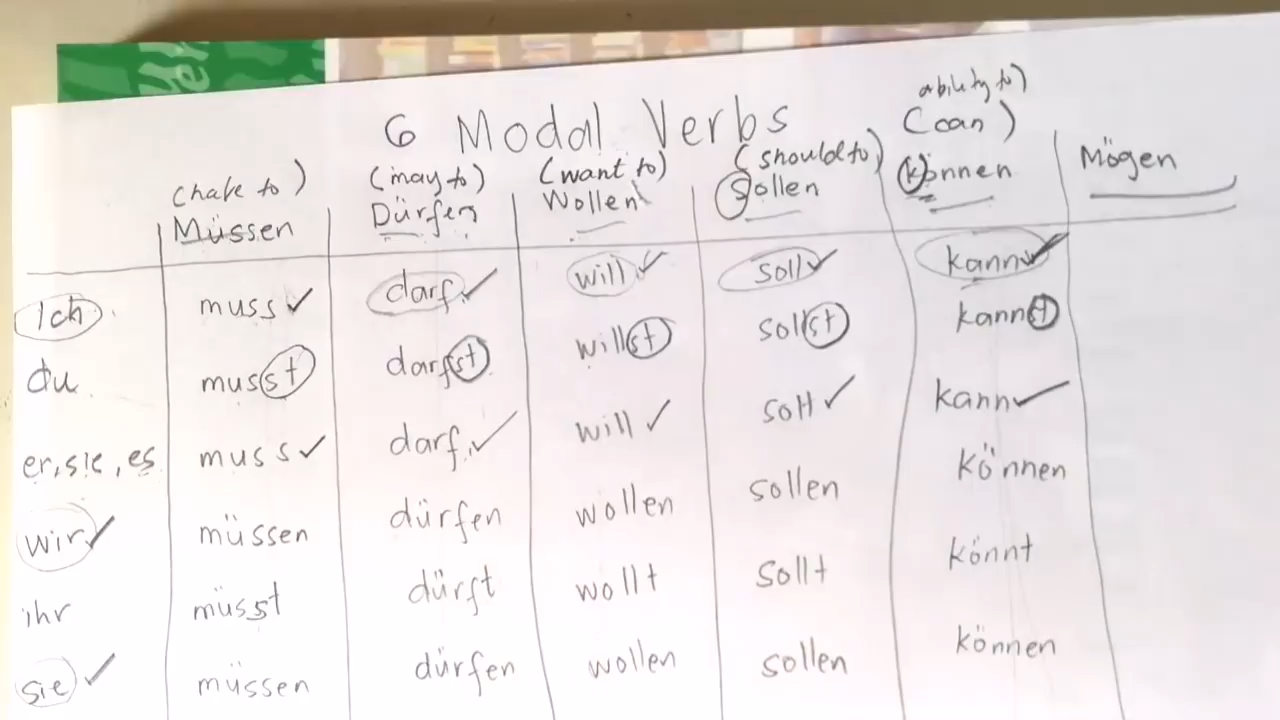 ability to)
6 Modal Verbs (can)
(have to) (may to) (want to) (should to)
Müssen Dürfen Wollen Sollen können Mögen
Ich muss darf will soll kann
du musst darfst willst sollst kannst
er, sie, es muss darf will soll kann
wir müssen dürfen wollen sollen können
ihr müsst dürft wollt sollt könnt
sie müssen dürfen wollen sollen können